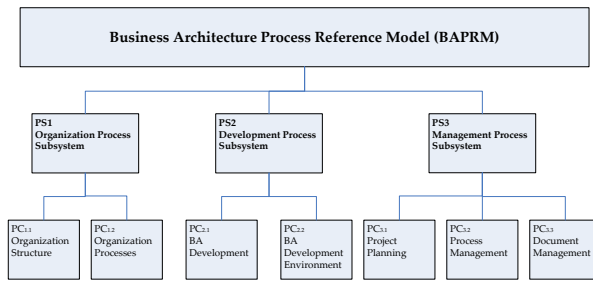 Business Architecture Process Reference Model (BAPRM)
PS1
Organization Process
Subsystem
PS2
Development Process
Subsystem
PS3
Management Process
Subsystem
PC1.1
Organization
Structure
PC1.2
Organization
Processes
PC2.1
BA
Development
PC2.2
BA
Development
Environment
PC3.1
Project
Planning
PC3.2
Process
Management
PC3.3
Document
Management